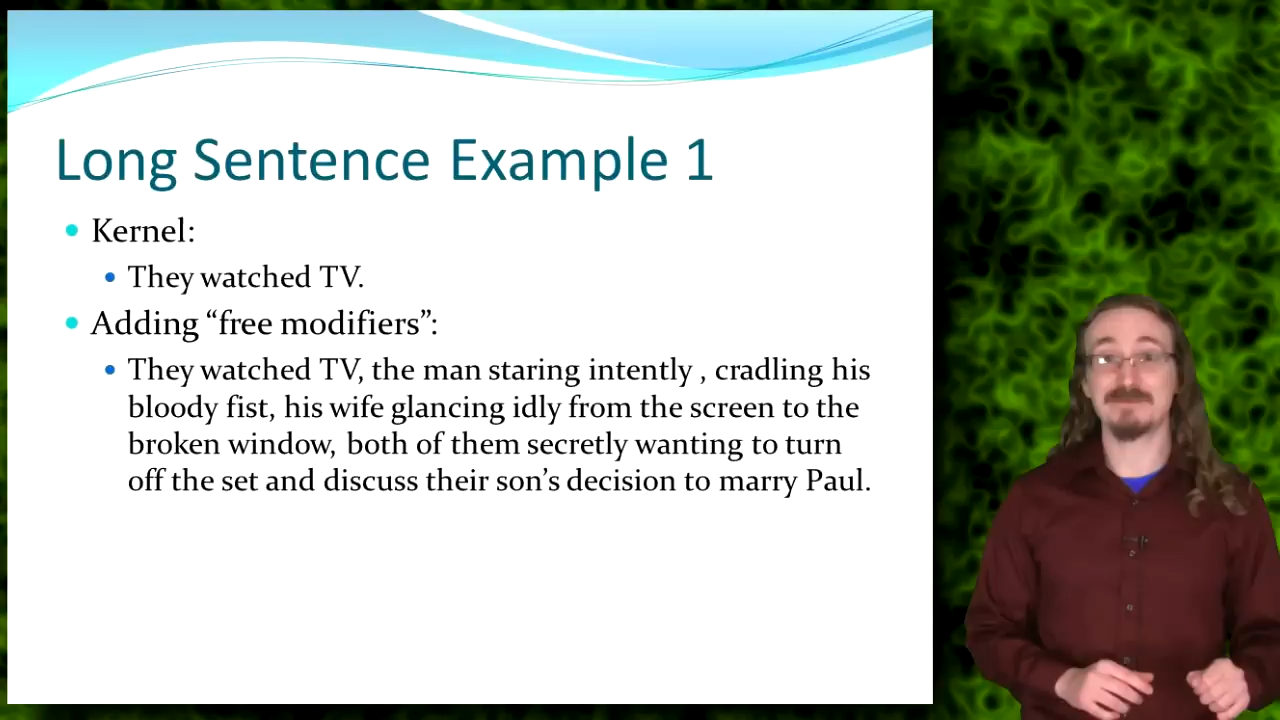 Long Sentence Example 1
Kernel:
They watched TV.
Adding “free modifiers”:
They watched TV, the man staring intently , cradling his
bloody fist, his wife glancing idly from the screen to the
broken window, both of them secretly wanting to turn
off the set and discuss their son’s decision to marry Paul.